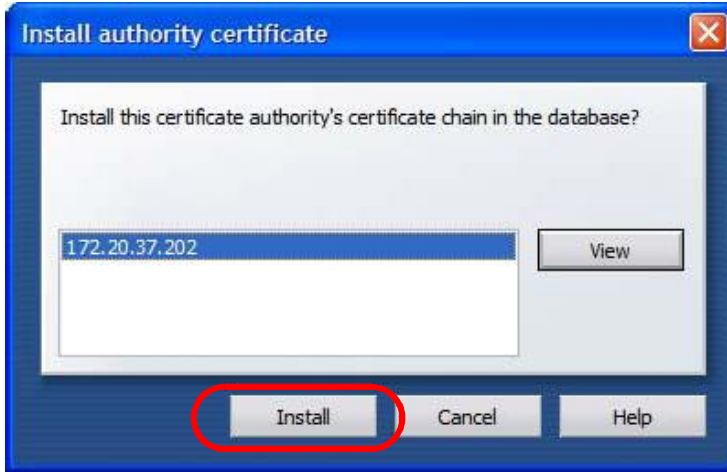 Install authority certificate
Install this certificate authority's certificate chain in the database?
172.20.37.202
View
Install
Cancel
Help